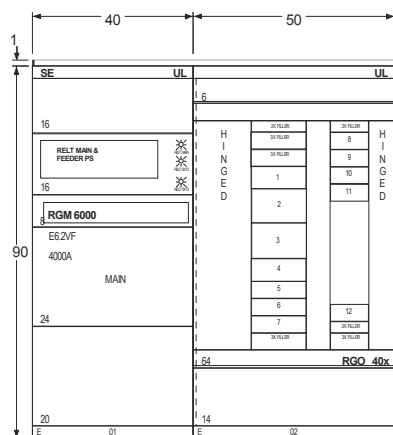 40
50
1
SE
UL
UL
6
16
2X FILLER
2X FILLER
3X FILLER
8
3X FILLER
9
10
1
11
HINGED
HINGED
RELT MAIN &
FEEDER PS
16
2
RGM 6000
8
E6.2VF
3
4000A
MAIN
4
5
6
12
7
2X FILLER
3X FILLER
3X FILLER
90
24
64
RGO 40x
20
14
E
01
E
02